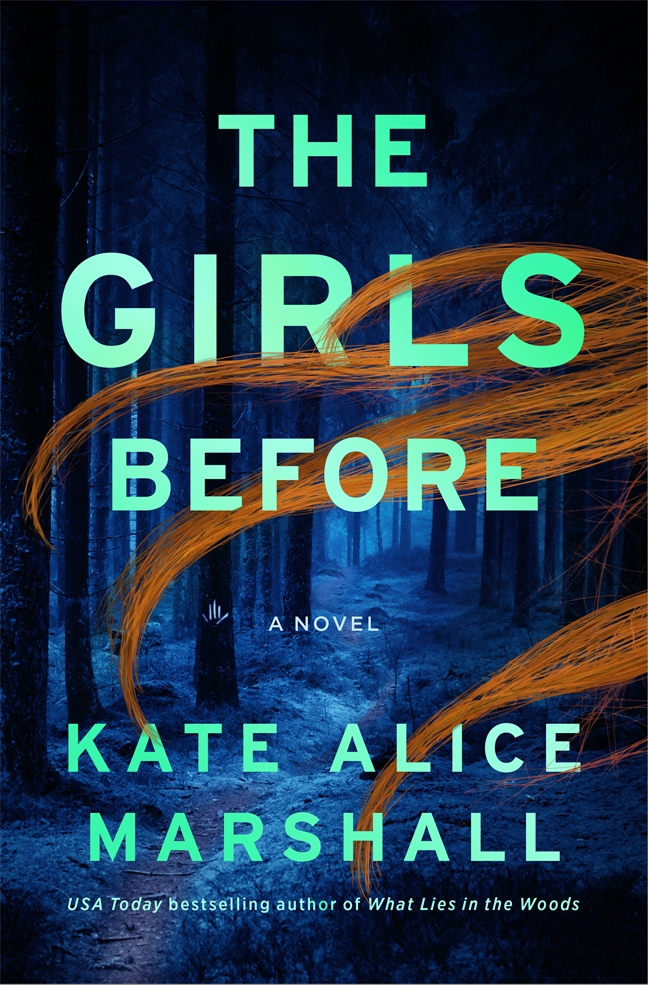 THE
GIRLS
BEFORE
A NOVEL
KATE ALICE
MARSHALL
USA Today bestselling author of What Lies in the Woods